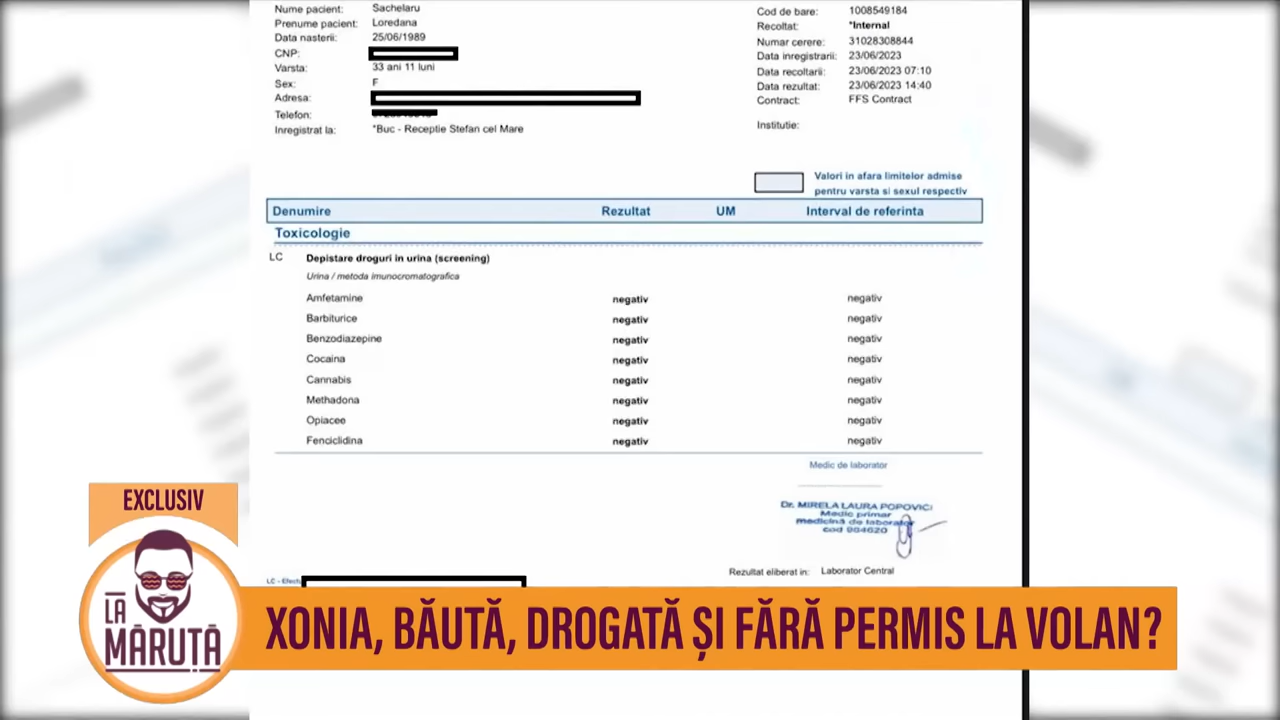 Nume pacient: Sachelaru
Prenume pacient: Loredana
Data nasterii: 25/06/1989
CNP:
Varsta: 33 ani 11 luni
Sex: F
Adresa:
Telefon:
Inregistrat la: *Buc - Receptie Stefan cel Mare
Cod de bare: 1008549184
Recoltat: *Internal
Numar cerere: 31028308844
Data inregistrarii: 23/06/2023
Data recoltarii: 23/06/2023 07:10
Data rezultat: 23/06/2023 14:40
Contract: FFS Contract
Institutie:
Valori in afara limitelor admise
pentru varsta si sexul respectiv
Denumire Rezultat UM Interval de referinta
Toxicologie
LC Depistare droguri in urina (screening)
Urina / metoda imunocromatografica
Amfetamine negativ negativ
Barbiturice negativ negativ
Benzodiazepine negativ negativ
Cocaina negativ negativ
Cannabis negativ negativ
Methadona negativ negativ
Opiacee negativ negativ
Fenciclidina negativ negativ
Medic de laborator
Dr. MIRELA LAURA POPOVICI
Medic primar
medicină de laborator
cod 984620
Rezultat eliberat in: Laborator Central
LC - Efect
EXCLUSIV
LA
MĂRUȚĂ
XONIA, BĂUTĂ, DROGATĂ ȘI FĂRĂ PERMIS LA VOLAN?